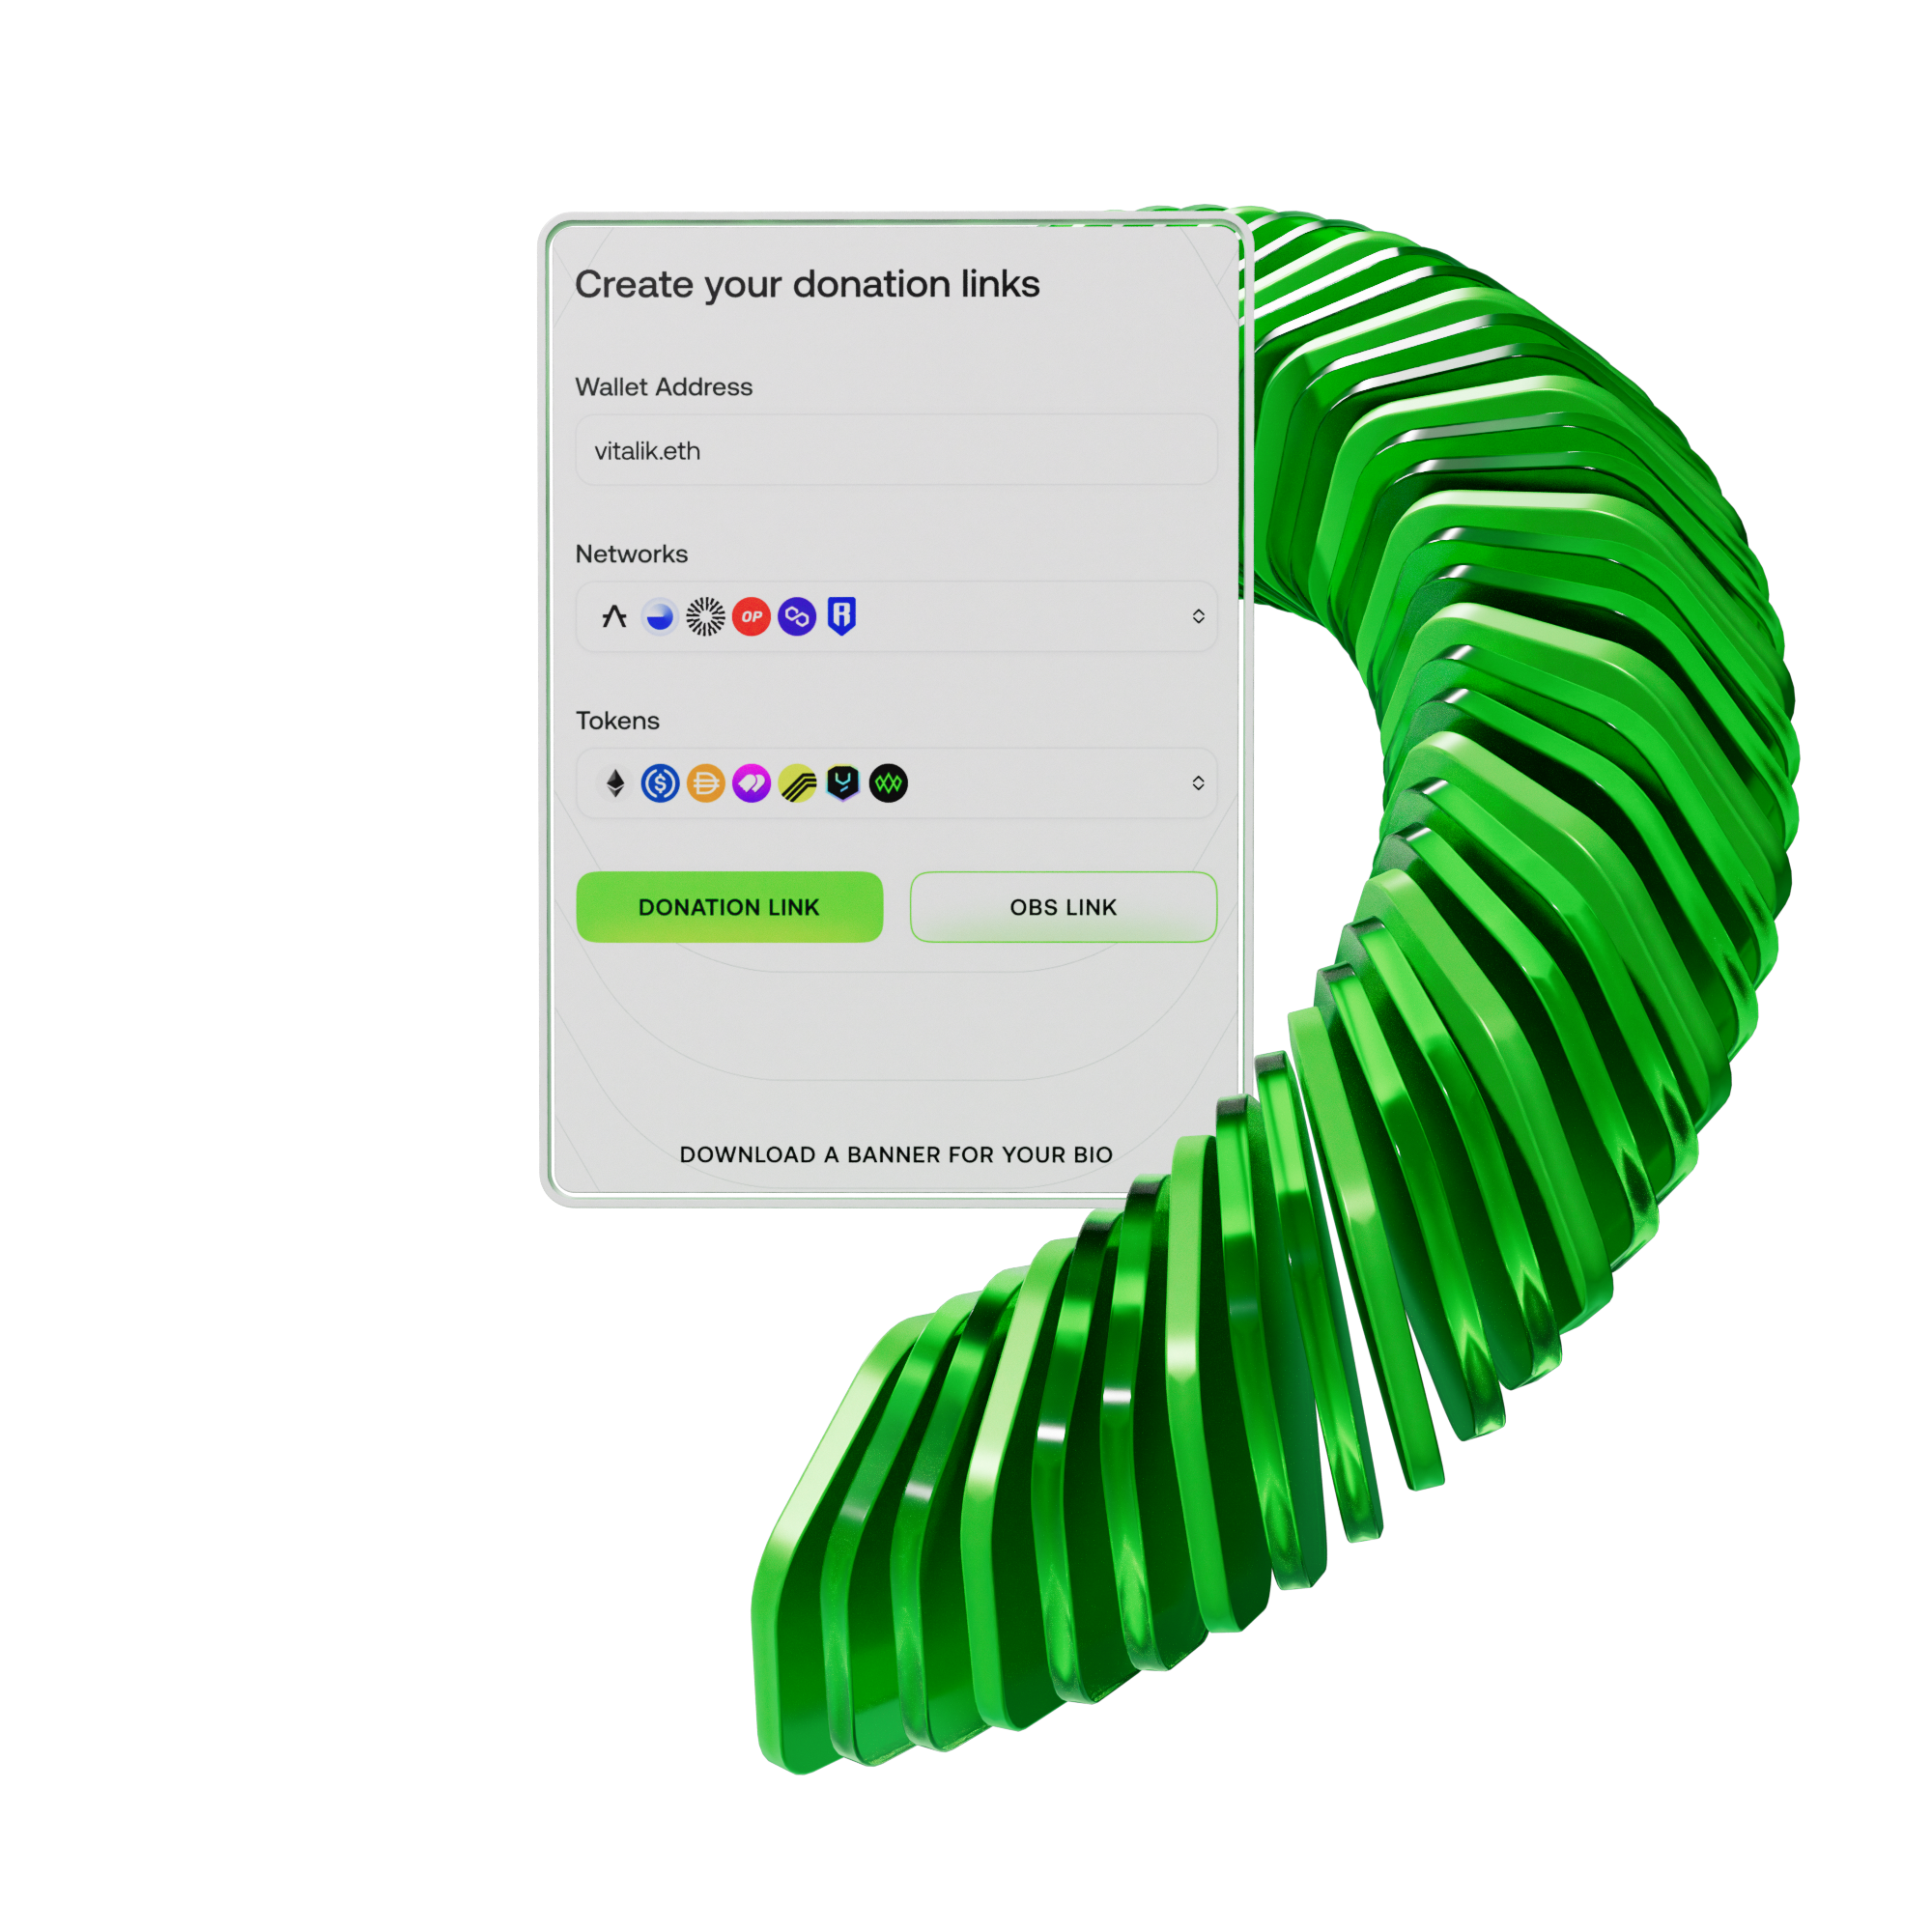 Create your donation links
Wallet Address
vitalik.eth
Networks
OP
R
Tokens
$
DONATION LINK
OBS LINK
DOWNLOAD A BANNER FOR YOUR BIO